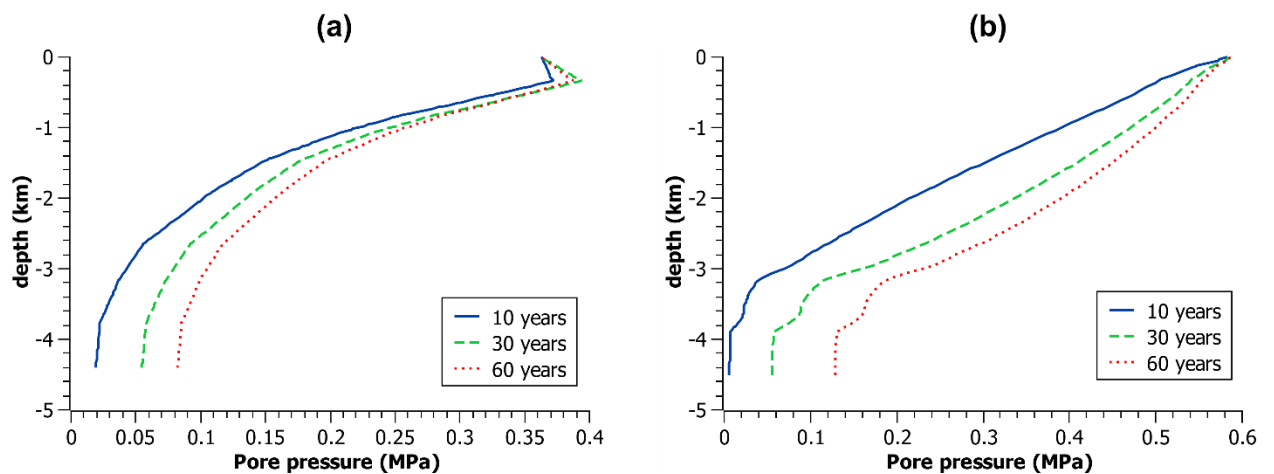 (a)
0
-1
-2
-3
-4
-5
depth (km)
0 0.05 0.1 0.15 0.2 0.25 0.3 0.35 0.4
Pore pressure (MPa)
10 years
30 years
60 years
(b)
0
-1
-2
-3
-4
-5
depth (km)
0 0.1 0.2 0.3 0.4 0.5 0.6
Pore pressure (MPa)
10 years
30 years
60 years